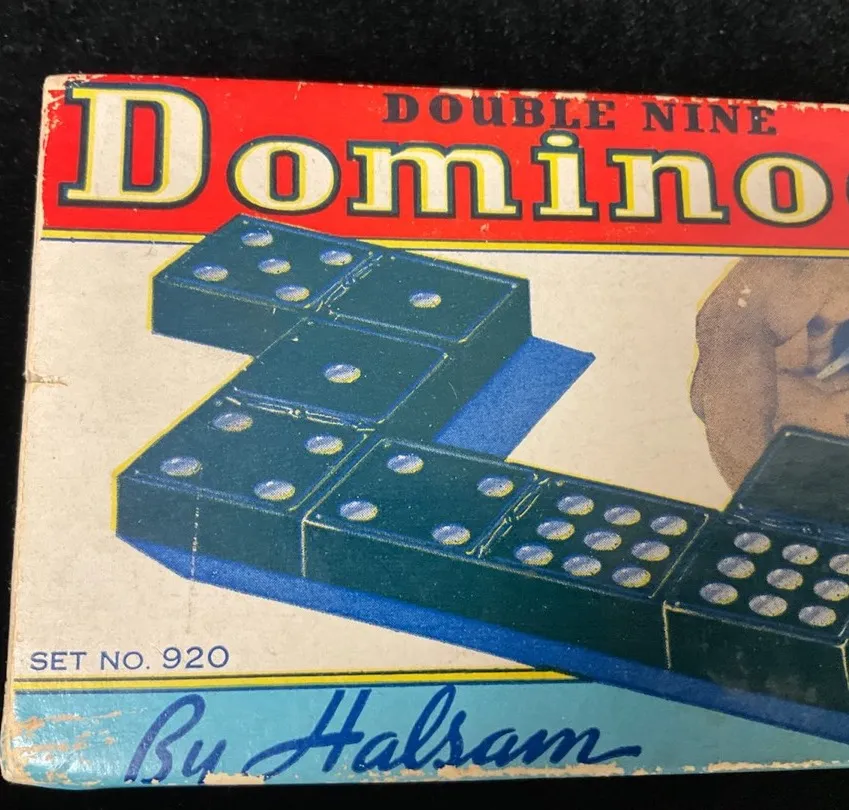 DOUBLE NINE
Domino
SET NO. 920
By Halsam